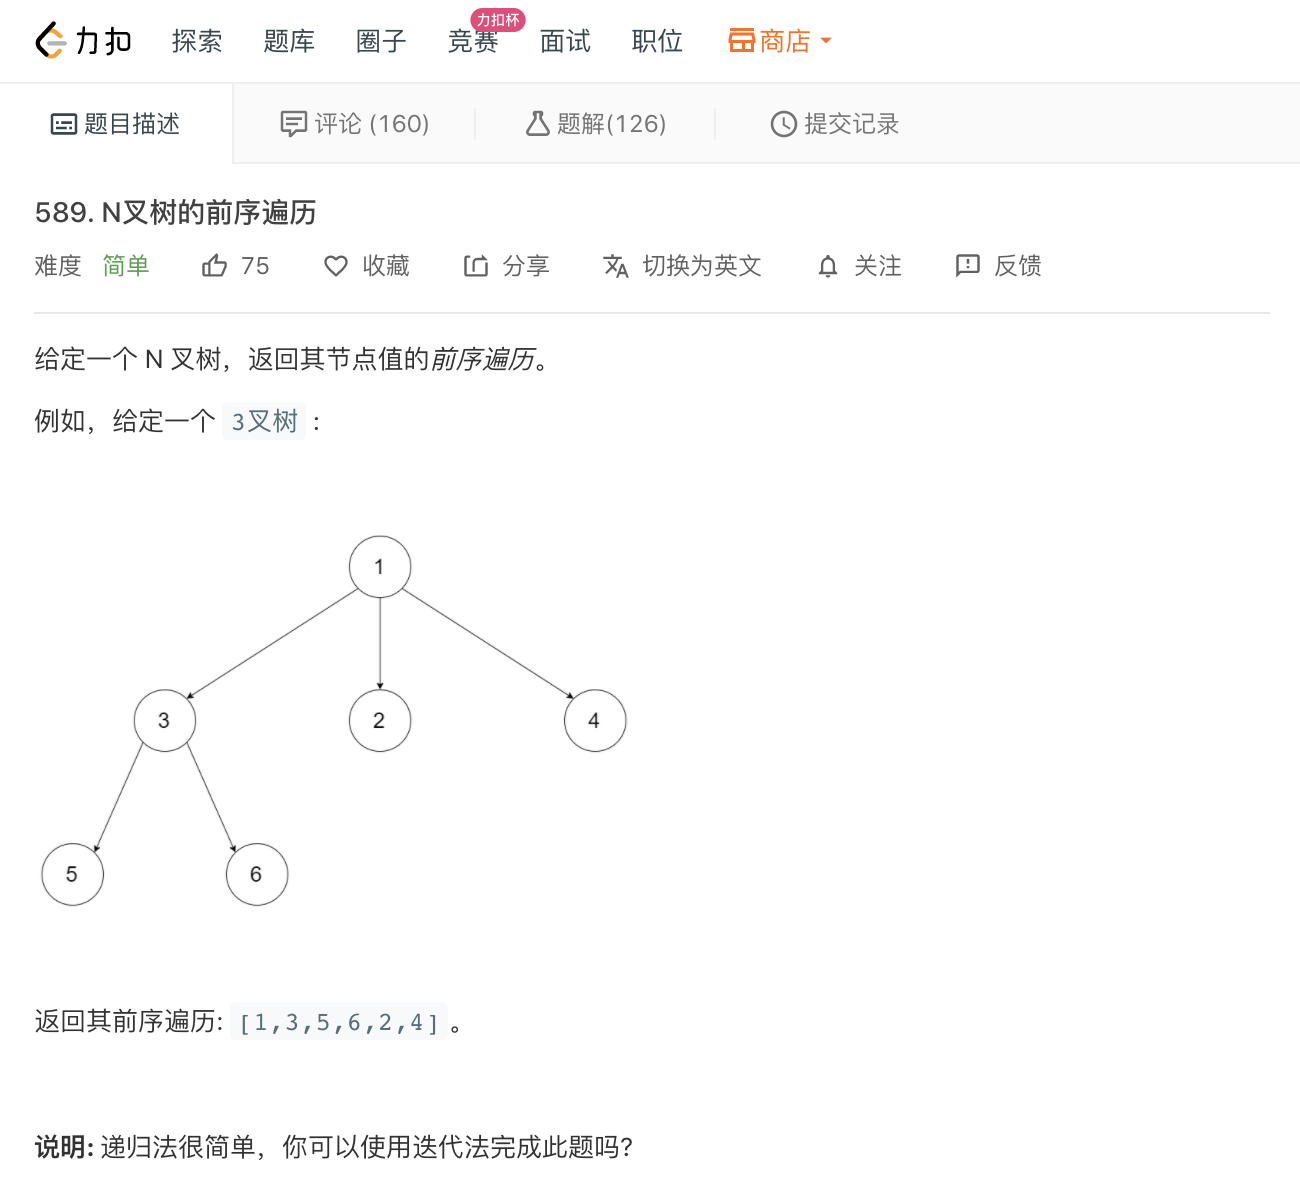 力扣 探索 题库 圈子 竞赛 力扣杯 面试 职位 商店
题目描述 评论 (160) 题解(126) 提交记录
589. N叉树的前序遍历
难度 简单 75 收藏 分享 切换为英文 关注 反馈
给定一个 N 叉树，返回其节点值的前序遍历。
例如，给定一个 3叉树 :
1
3 2 4
5 6
返回其前序遍历: [1,3,5,6,2,4] 。
说明: 递归法很简单，你可以使用迭代法完成此题吗?